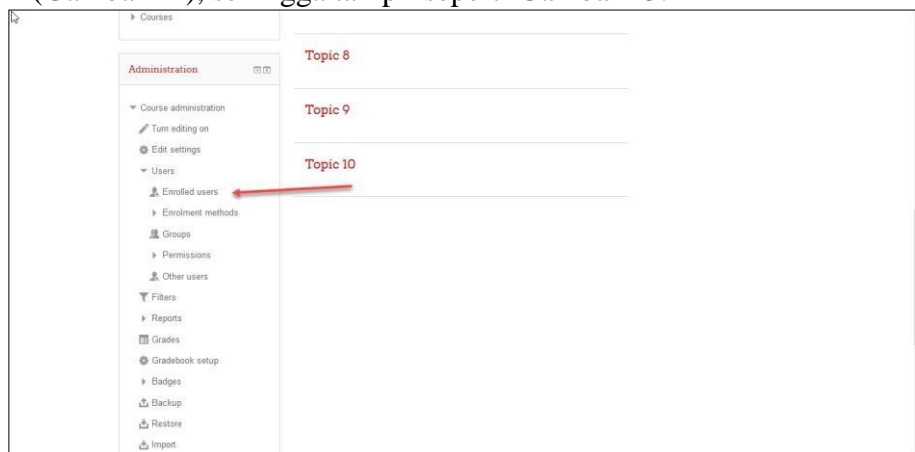 Courses
Administration
Course administration
Turn editing on
Edit settings
Users
Enrolled users
Enrolment methods
Groups
Permissions
Other users
Filters
Reports
Grades
Gradebook setup
Badges
Backup
Restore
Import
Topic 8
Topic 9
Topic 10